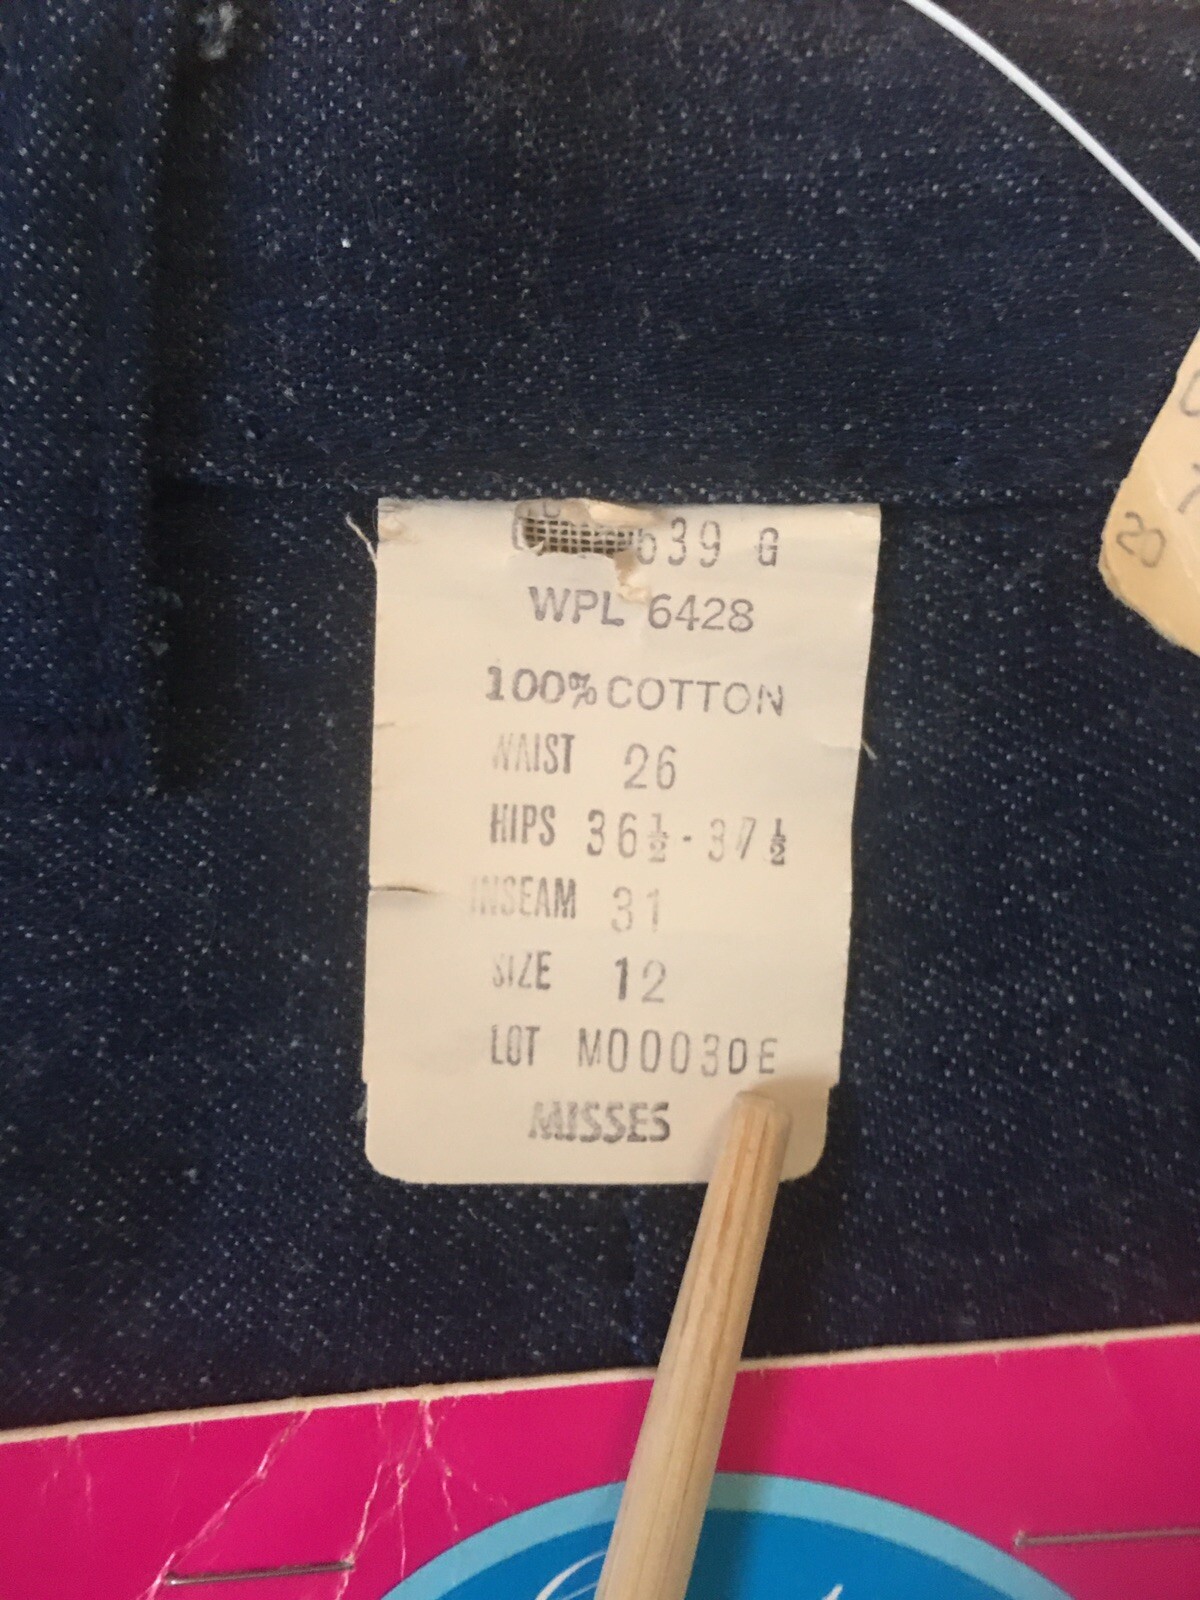 639 G
WPL 6428
100% COTTON
WAIST 26
HIPS 36½-37½
INSEAM 31
SIZE 12
LOT M00030E
MISSES
20